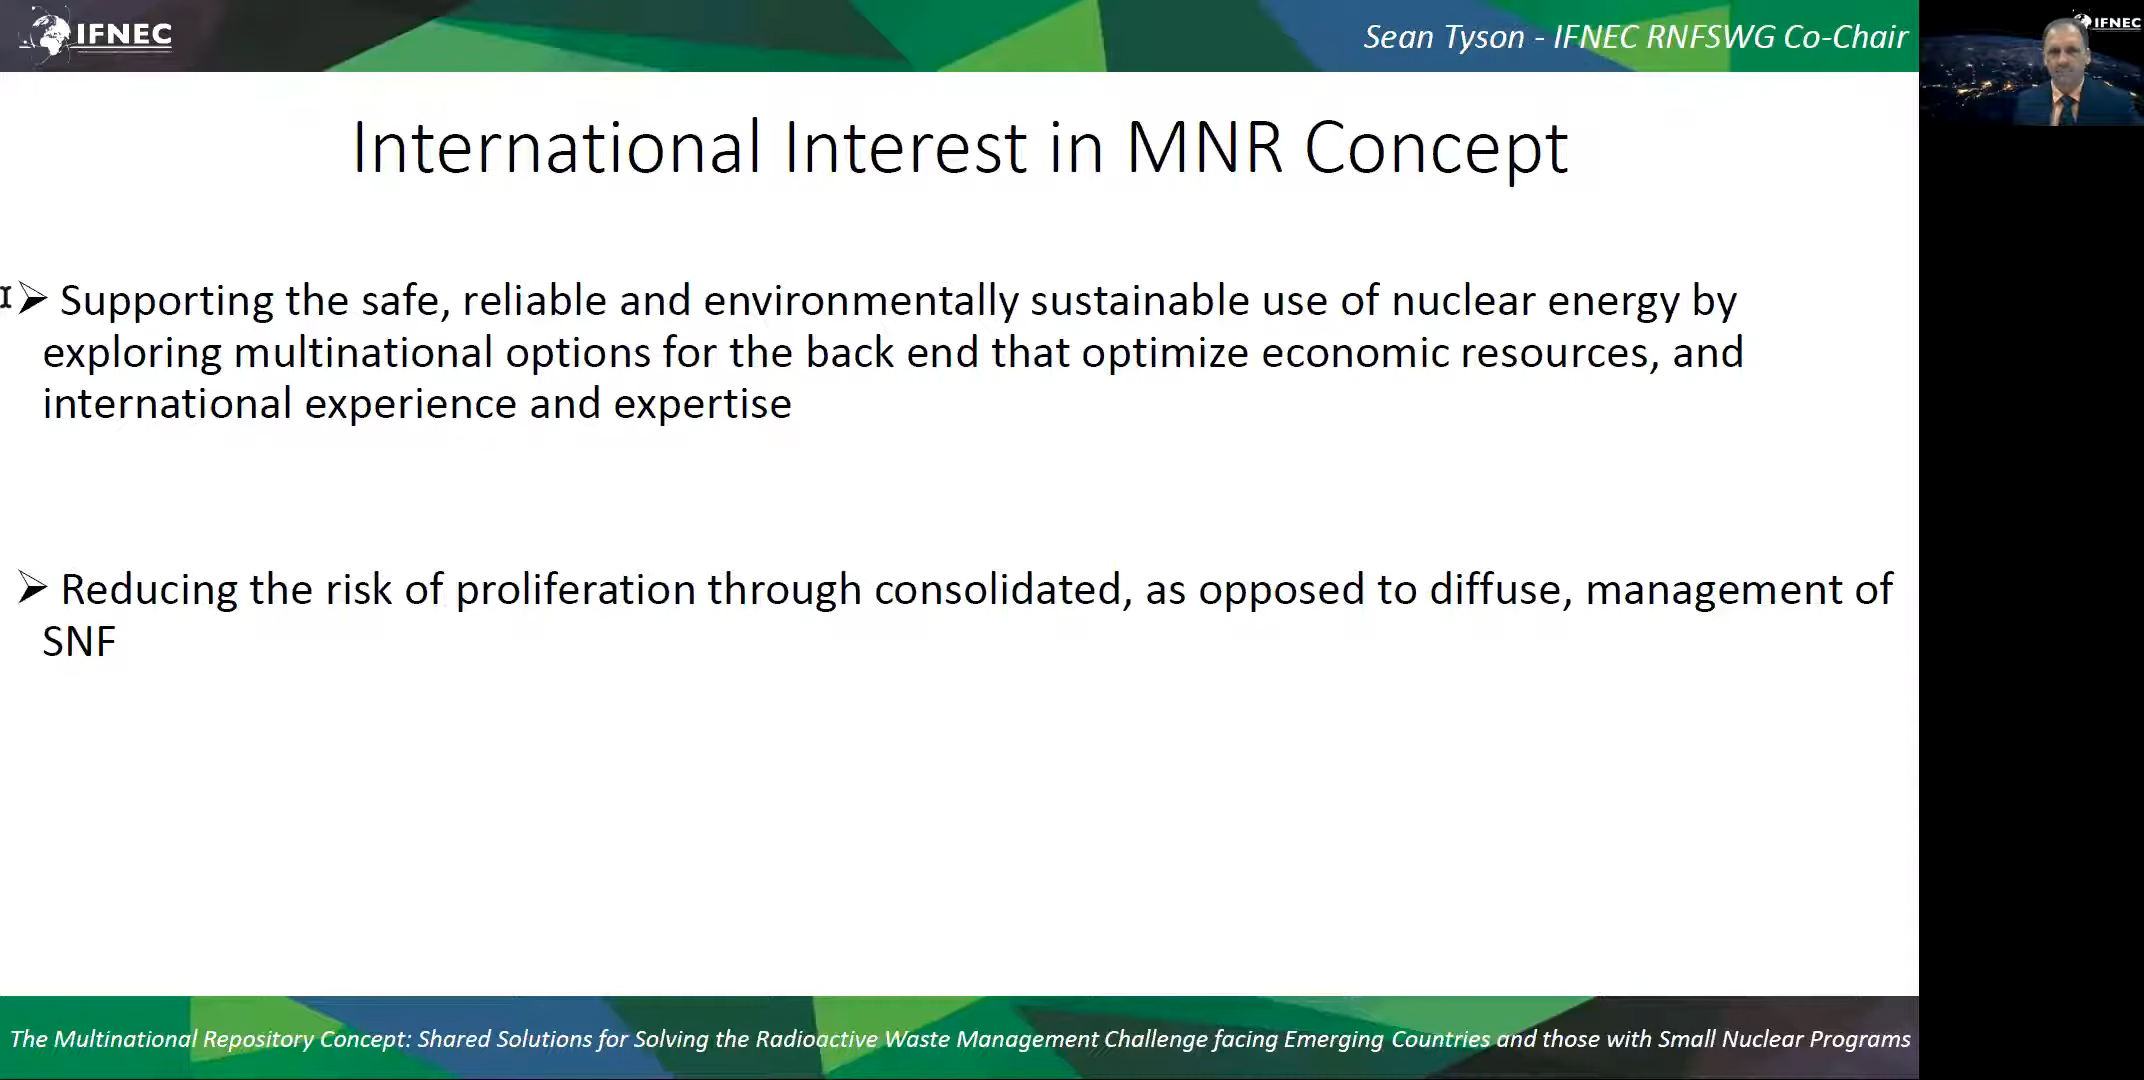 IFNEC
Sean Tyson - IFNEC RNFSWG Co-Chair
IFNEC
International Interest in MNR Concept
➢ Supporting the safe, reliable and environmentally sustainable use of nuclear energy by
exploring multinational options for the back end that optimize economic resources, and
international experience and expertise
➢ Reducing the risk of proliferation through consolidated, as opposed to diffuse, management of
SNF
The Multinational Repository Concept: Shared Solutions for Solving the Radioactive Waste Management Challenge facing Emerging Countries and those with Small Nuclear Programs